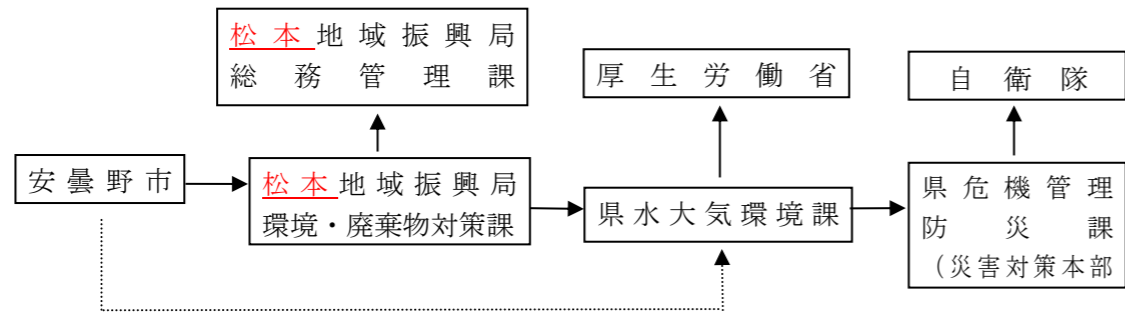 松本地域振興局
総務管理課
厚生労働省
自衛隊
安曇野市
松本地域振興局
環境・廃棄物対策課
県水大気環境課
県危機管理
防災課
（災害対策本部